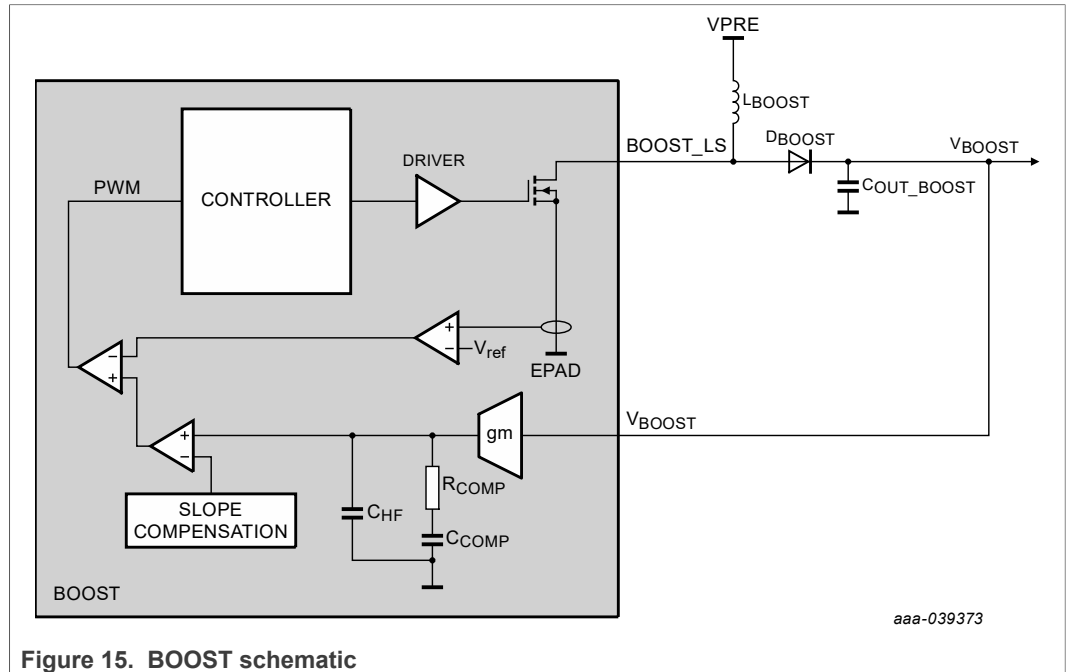 VPRE
LBOOST
DBOOST
BOOST_LS
VBOOST
COUT_BOOST
DRIVER
PWM
CONTROLLER
+
−
Vref
−
+
EPAD
VBOOST
gm
+
−
RCOMP
SLOPE
COMPENSATION
CHF
CCOMP
BOOST
aaa-039373
Figure 15. BOOST schematic